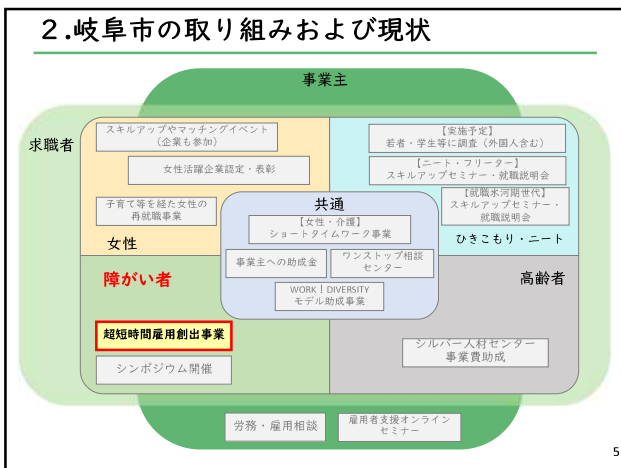 ２.岐阜市の取り組みおよび現状
事業主
求職者
スキルアップやマッチングイベント
（企業も参加）
女性活躍企業認定・表彰
子育て等を経た女性の
再就職事業
女性
【実施予定】
若者・学生等に調査（外国人含む）
【ニート・フリーター】
スキルアップセミナー・就職説明会
【就職氷河期世代】
スキルアップセミナー・
就職説明会
ひきこもり・ニート
共通
【女性・介護】
ショートタイムワーク事業
事業主への助成金
ワンストップ相談
センター
WORK！DIVERSITY
モデル助成事業
障がい者
超短時間雇用創出事業
シンポジウム開催
高齢者
シルバー人材センター
事業費助成
労務・雇用相談
雇用者支援オンライン
セミナー
5